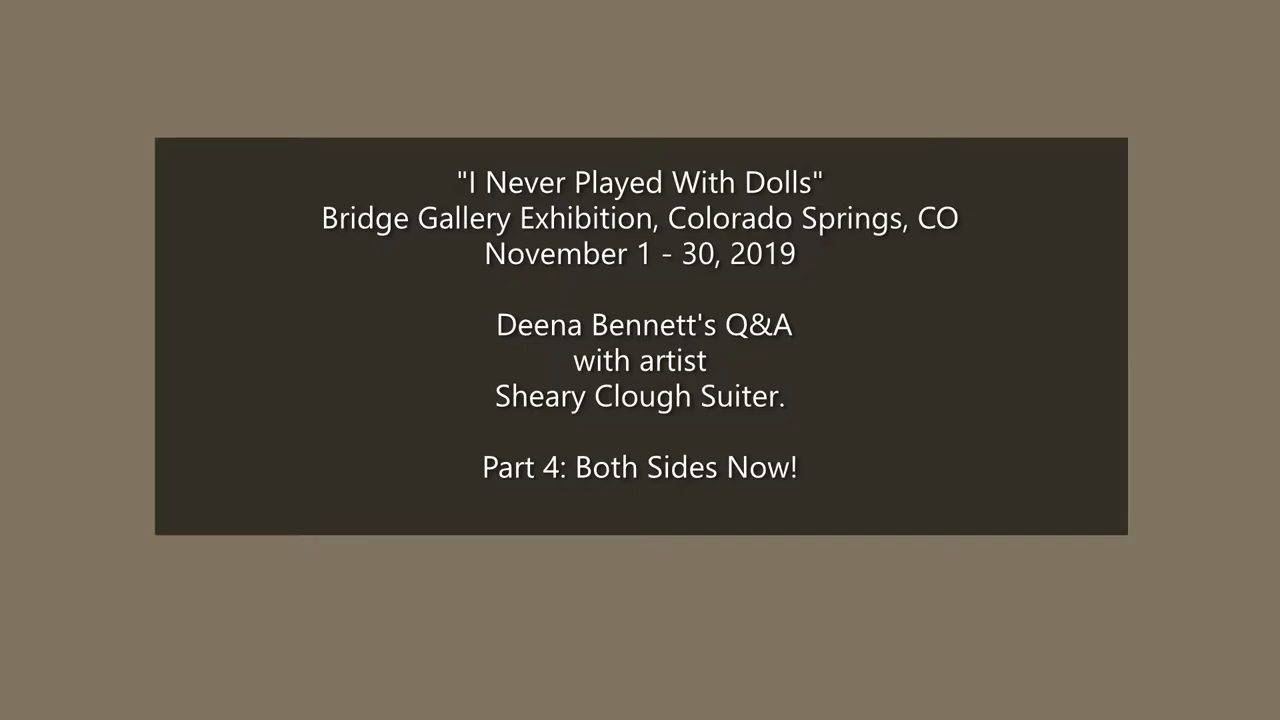 "I Never Played With Dolls"
Bridge Gallery Exhibition, Colorado Springs, CO
November 1 - 30, 2019
Deena Bennett's Q&A
with artist
Sheary Clough Suiter.
Part 4: Both Sides Now!